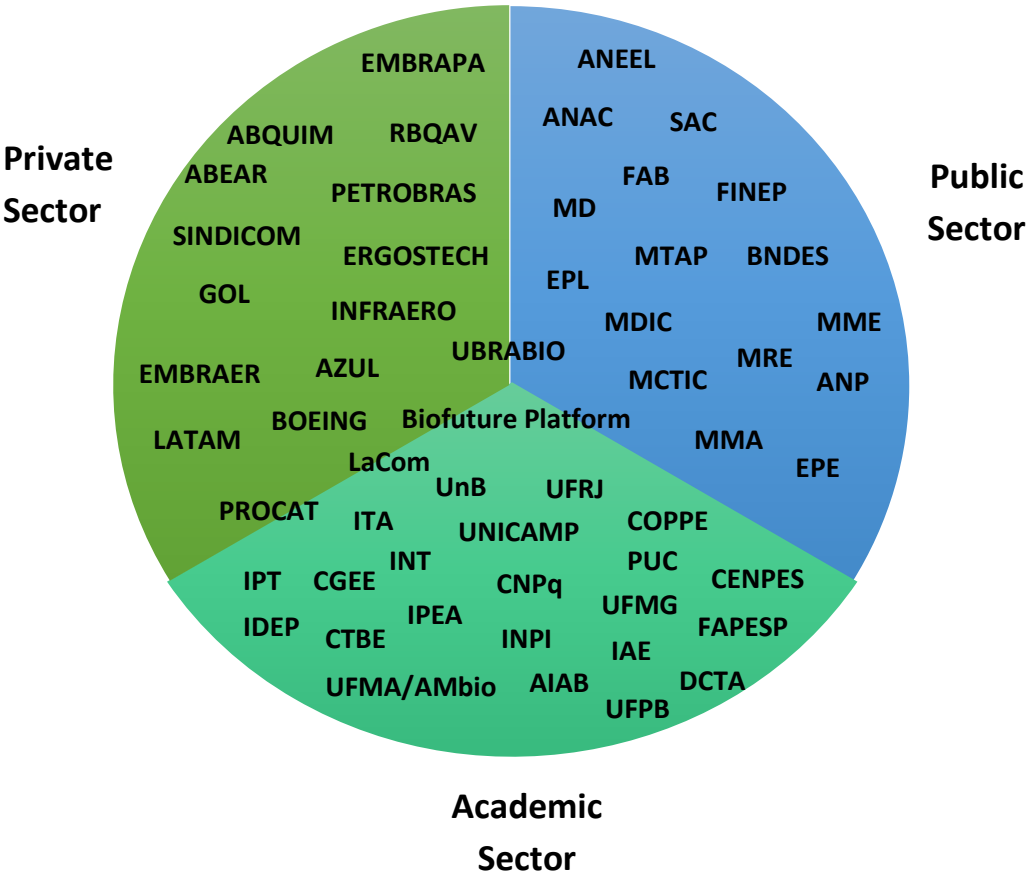 Private
Sector
EMBRAPA
ABQUIM
RBQAV
ABEAR
PETROBRAS
SINDICOM
ERGOSTECH
GOL
INFRAERO
UBRABIO
EMBRAER
AZUL
BOEING
LATAM
PROCAT
Public
Sector
ANEEL
ANAC
SAC
FAB
FINEP
MD
MTAP
BNDES
EPL
MDIC
MME
MRE
MCTIC
ANP
MMA
EPE
Biofuture Platform
LaCom
UnB
UFRJ
ITA
UNICAMP
COPPE
INT
PUC
IPT
CGEE
CNPq
CENPES
UFMG
IPEA
IDEP
CTBE
INPI
FAPESP
IAE
UFMA/AMbio
AIAB
DCTA
UFPB
Academic
Sector